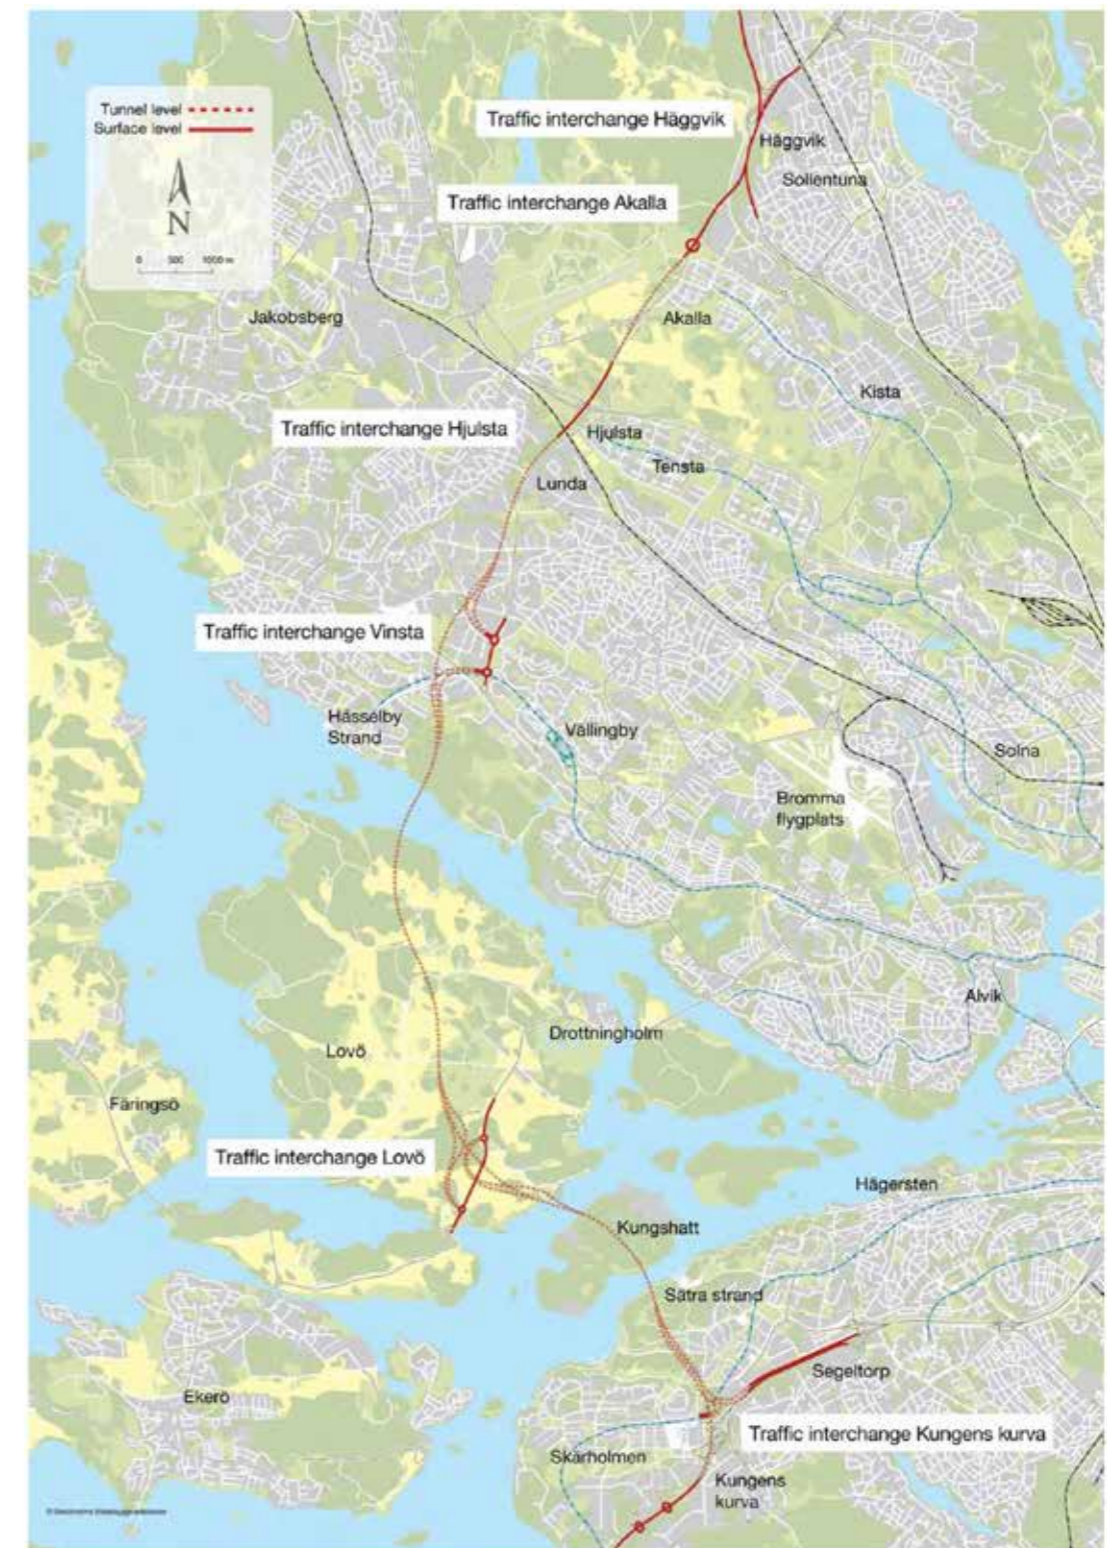 Tunnel level
Surface level
N
0 500 1000 m
Traffic interchange Häggvik
Häggvik
Sollentuna
Traffic interchange Akalla
Jakobsberg
Akalla
Kista
Traffic interchange Hjulsta
Hjulsta
Tensta
Lunda
Traffic interchange Vinsta
Hässelby
Strand
Vällingby
Solna
Bromma
flygplats
Alvik
Drottningholm
Lovö
Färingsö
Traffic interchange Lovö
Hägersten
Kungshatt
Sätra strand
Segeltorp
Ekerö
Traffic interchange Kungens kurva
Skärholmen
Kungens
kurva